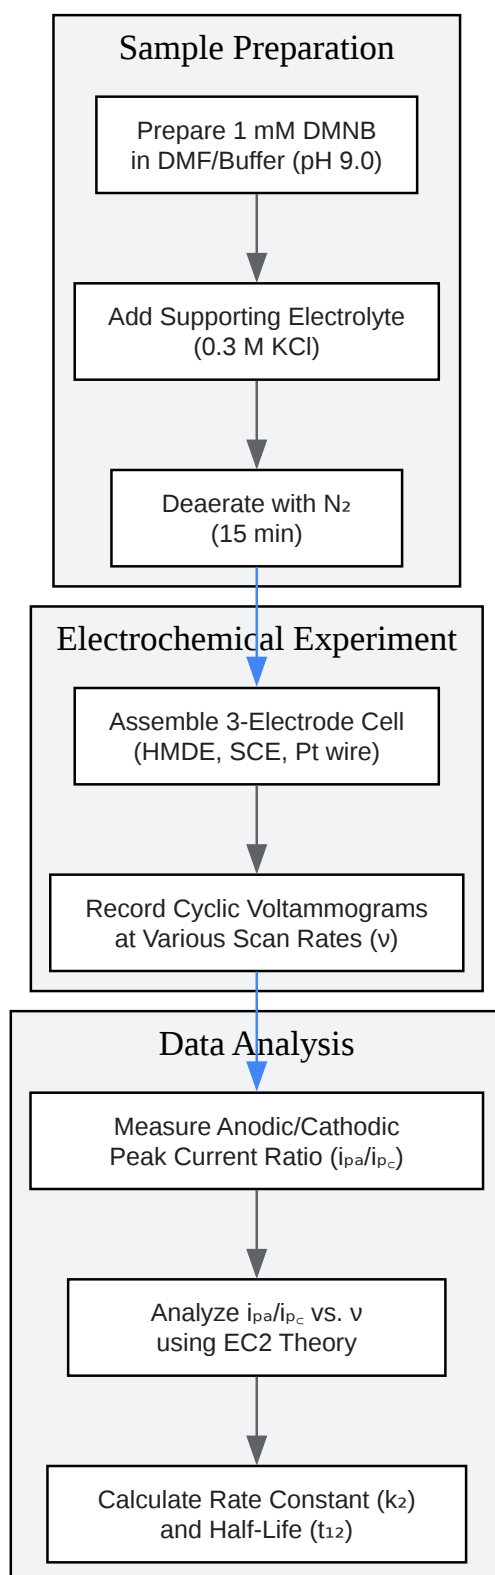 Sample Preparation
Prepare 1 mM DMNB
in DMF/Buffer (pH 9.0)
Add Supporting Electrolyte
(0.3 M KCl)
Deaerate with N₂
(15 min)
Electrochemical Experiment
Assemble 3-Electrode Cell
(HMDE, SCE, Pt wire)
Record Cyclic Voltammograms
at Various Scan Rates (ν)
Data Analysis
Measure Anodic/Cathodic
Peak Current Ratio (iₚₐ/iₚ꜀)
Analyze iₚₐ/iₚ꜀ vs. ν
using EC2 Theory
Calculate Rate Constant (k₂)
and Half-Life (t₁₂)